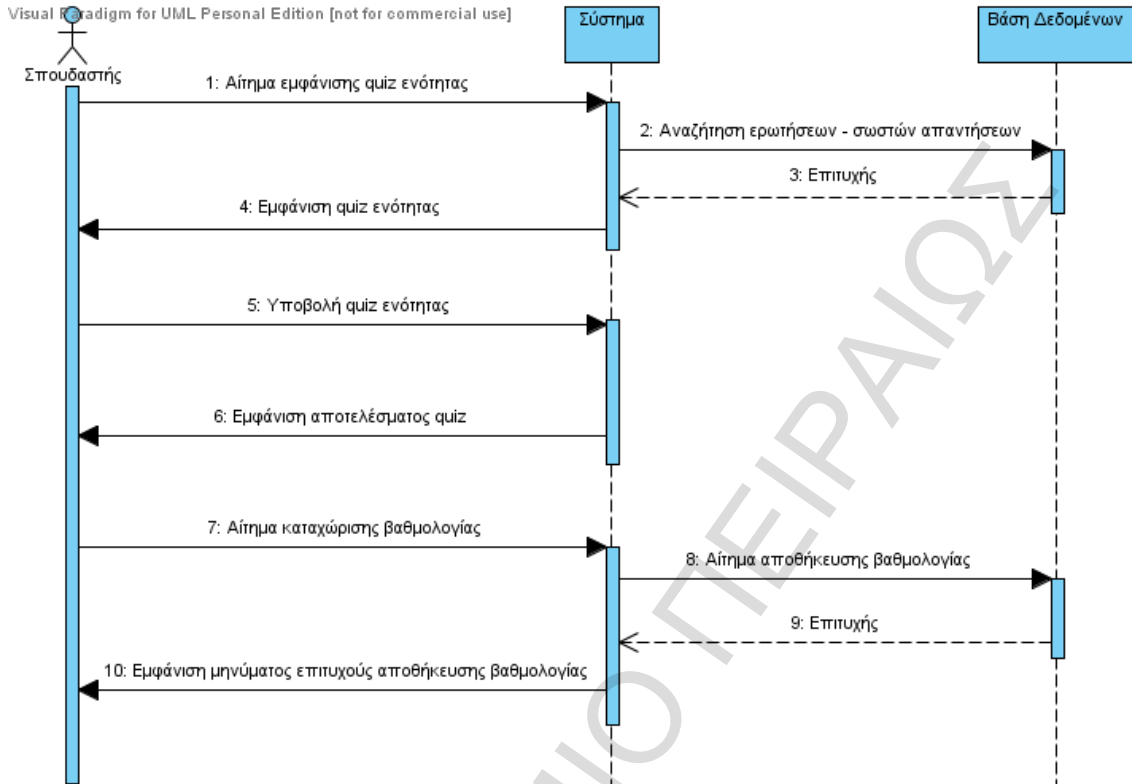 Visual Paradigm for UML Personal Edition [not for commercial use]
Σύστημα
Βάση Δεδομένων
Σπουδαστής
1: Αίτημα εμφάνισης quiz ενότητας
2: Αναζήτηση ερωτήσεων - σωστών απαντήσεων
3: Επιτυχής
4: Εμφάνιση quiz ενότητας
5: Υποβολή quiz ενότητας
6: Εμφάνιση αποτελέσματος quiz
7: Αίτημα καταχώρισης βαθμολογίας
8: Αίτημα αποθήκευσης βαθμολογίας
9: Επιτυχής
10: Εμφάνιση μηνύματος επιτυχούς αποθήκευσης βαθμολογίας
ΠΕΙΡΑΙΩΣ